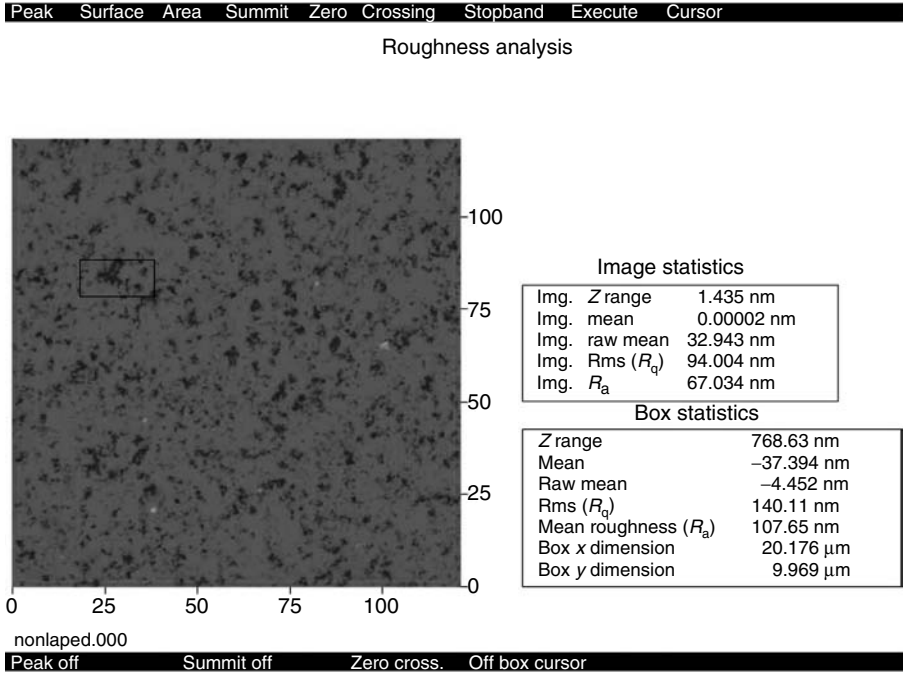 Peak Surface Area Summit Zero Crossing Stopband Execute Cursor
Roughness analysis
100
75
50
25
0
0 25 50 75 100
Image statistics
Img. Z range 1.435 nm
Img. mean 0.00002 nm
Img. raw mean 32.943 nm
Img. Rms (Rq) 94.004 nm
Img. Ra 67.034 nm
Box statistics
Z range 768.63 nm
Mean −37.394 nm
Raw mean −4.452 nm
Rms (Rq) 140.11 nm
Mean roughness (Ra) 107.65 nm
Box x dimension 20.176 μm
Box y dimension 9.969 μm
nonlaped.000
Peak off Summit off Zero cross. Off box cursor